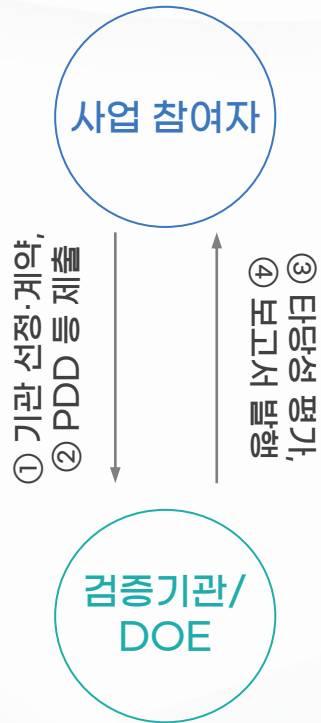 사업 참여자
① 기관 선정·계약,
② PDD 등 제출
③ 타당성 평가,
④ 보고서 발행
검증기관/
DOE